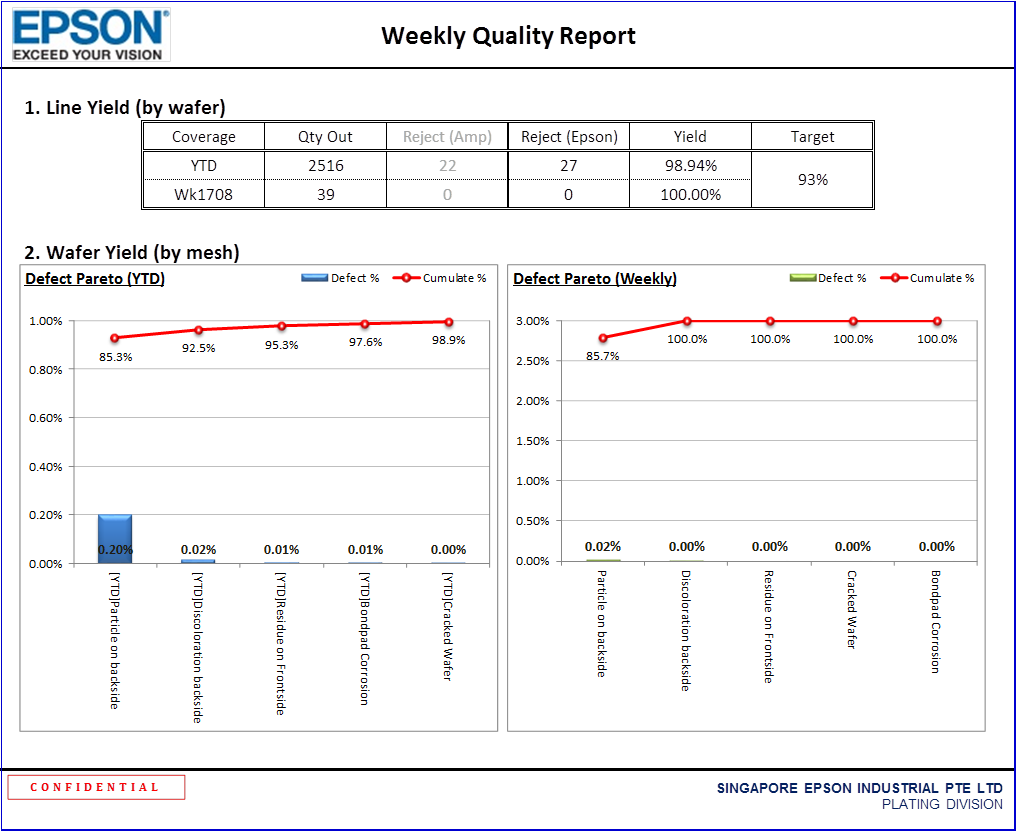 EPSON®
EXCEED YOUR VISION
Weekly Quality Report
1. Line Yield (by wafer)
Coverage Qty Out Reject (Amp) Reject (Epson) Yield Target
YTD 2516 22 27 98.94% 93%
Wk1708 39 0 0 100.00%
2. Wafer Yield (by mesh)
Defect Pareto (YTD) Defect % Cumulate %
1.00%
0.80%
0.60%
0.40%
0.20%
0.00%
85.3% 92.5% 95.3% 97.6% 98.9%
0.20% 0.02% 0.01% 0.01% 0.00%
[YTD]Particle on backside
[YTD]Discoloration backside
[YTD]Residue on Frontside
[YTD]Bondpad Corrosion
[YTD]Cracked Wafer
Defect Pareto (Weekly) Defect % Cumulate %
3.00%
2.50%
2.00%
1.50%
1.00%
0.50%
0.00%
85.7% 100.0% 100.0% 100.0% 100.0%
0.02% 0.00% 0.00% 0.00% 0.00%
Particle on backside
Discoloration backside
Residue on Frontside
Cracked Wafer
Bondpad Corrosion
CONFIDENTIAL
SINGAPORE EPSON INDUSTRIAL PTE LTD
PLATING DIVISION